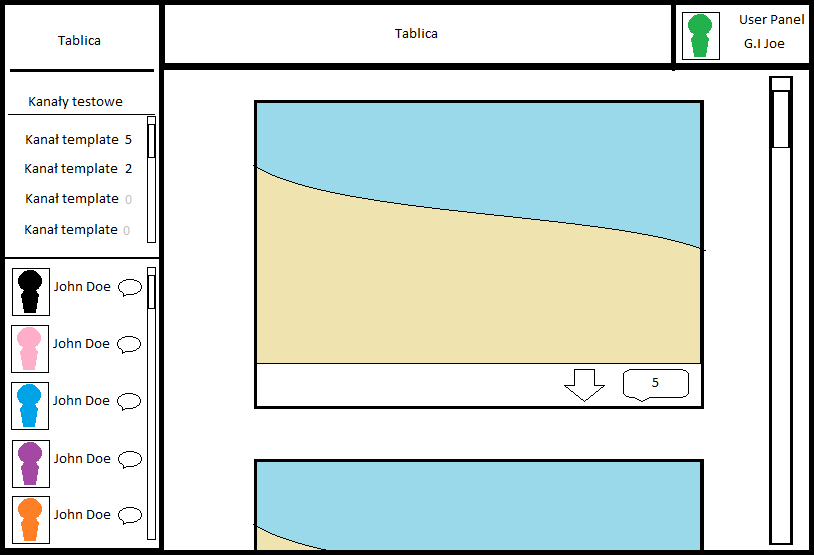 Tablica
Tablica
User Panel
G.I Joe
Kanały testowe
Kanał template 5
Kanał template 2
Kanał template 0
Kanał template 0
John Doe
John Doe
John Doe
John Doe
John Doe
5